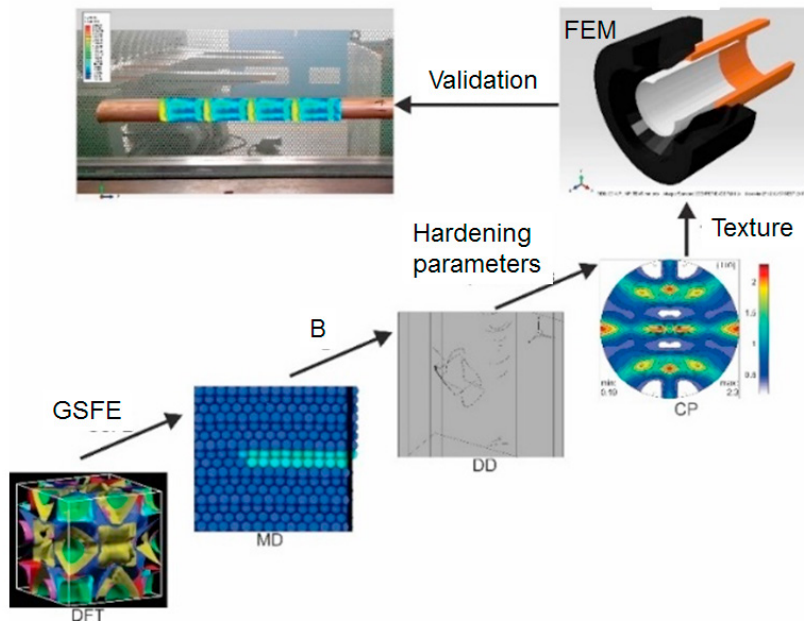 FEM
Validation
Texture
Hardening
parameters
2
1.5
1
min:
0.19
max:
2.3
CP
B
DD
GSFE
MD
DFT